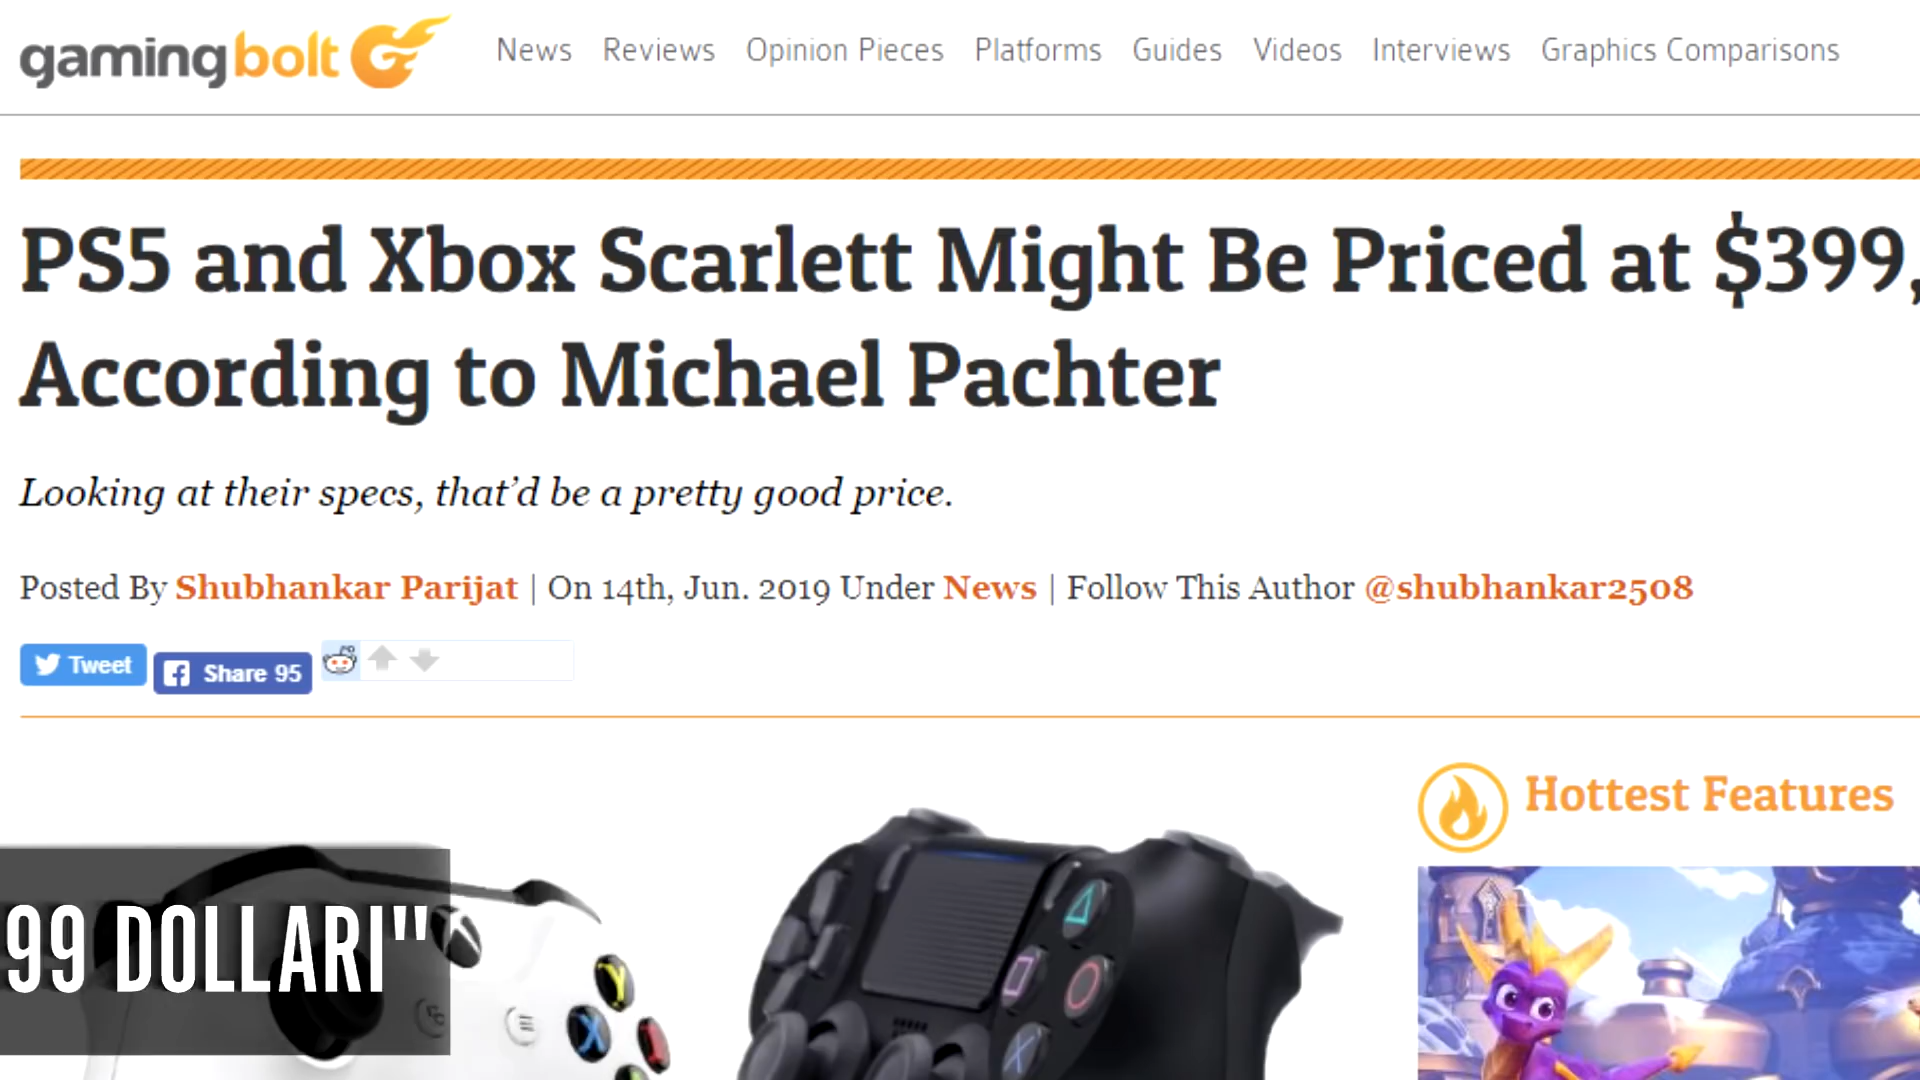 gamingbolt
News Reviews Opinion Pieces Platforms Guides Videos Interviews Graphics Comparisons
PS5 and Xbox Scarlett Might Be Priced at $399,
According to Michael Pachter
Looking at their specs, that'd be a pretty good price.
Posted By Shubhankar Parijat | On 14th, Jun. 2019 Under News | Follow This Author @shubhankar2508
Tweet
Share 95
Hottest Features
99 DOLLARI"
Y
X